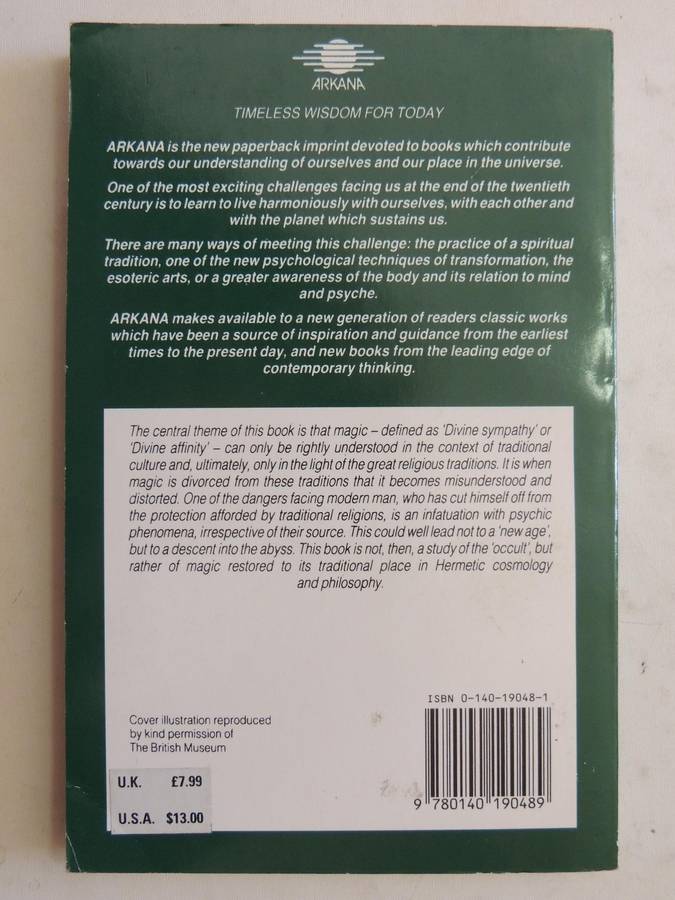 ARKANA
TIMELESS WISDOM FOR TODAY
ARKANA is the new paperback imprint devoted to books which contribute
towards our understanding of ourselves and our place in the universe.
One of the most exciting challenges facing us at the end of the twentieth
century is to learn to live harmoniously with ourselves, with each other and
with the planet which sustains us.
There are many ways of meeting this challenge: the practice of a spiritual
tradition, one of the new psychological techniques of transformation, the
esoteric arts, or a greater awareness of the body and its relation to mind
and psyche.
ARKANA makes available to a new generation of readers classic works
which have been a source of inspiration and guidance from the earliest
times to the present day, and new books from the leading edge of
contemporary thinking.
The central theme of this book is that magic – defined as 'Divine sympathy' or
'Divine affinity' – can only be rightly understood in the context of traditional
culture and, ultimately, only in the light of the great religious traditions. It is when
magic is divorced from these traditions that it becomes misunderstood and
distorted. One of the dangers facing modern man, who has cut himself off from
the protection afforded by traditional religions, is an infatuation with psychic
phenomena, irrespective of their source. This could well lead not to a 'new age',
but to a descent into the abyss. This book is not, then, a study of the 'occult', but
rather of magic restored to its traditional place in Hermetic cosmology
and philosophy.
ISBN 0-140-19048-1
Cover illustration reproduced
by kind permission of
The British Museum
U.K. £7.99
U.S.A. $13.00
9 780140 190489